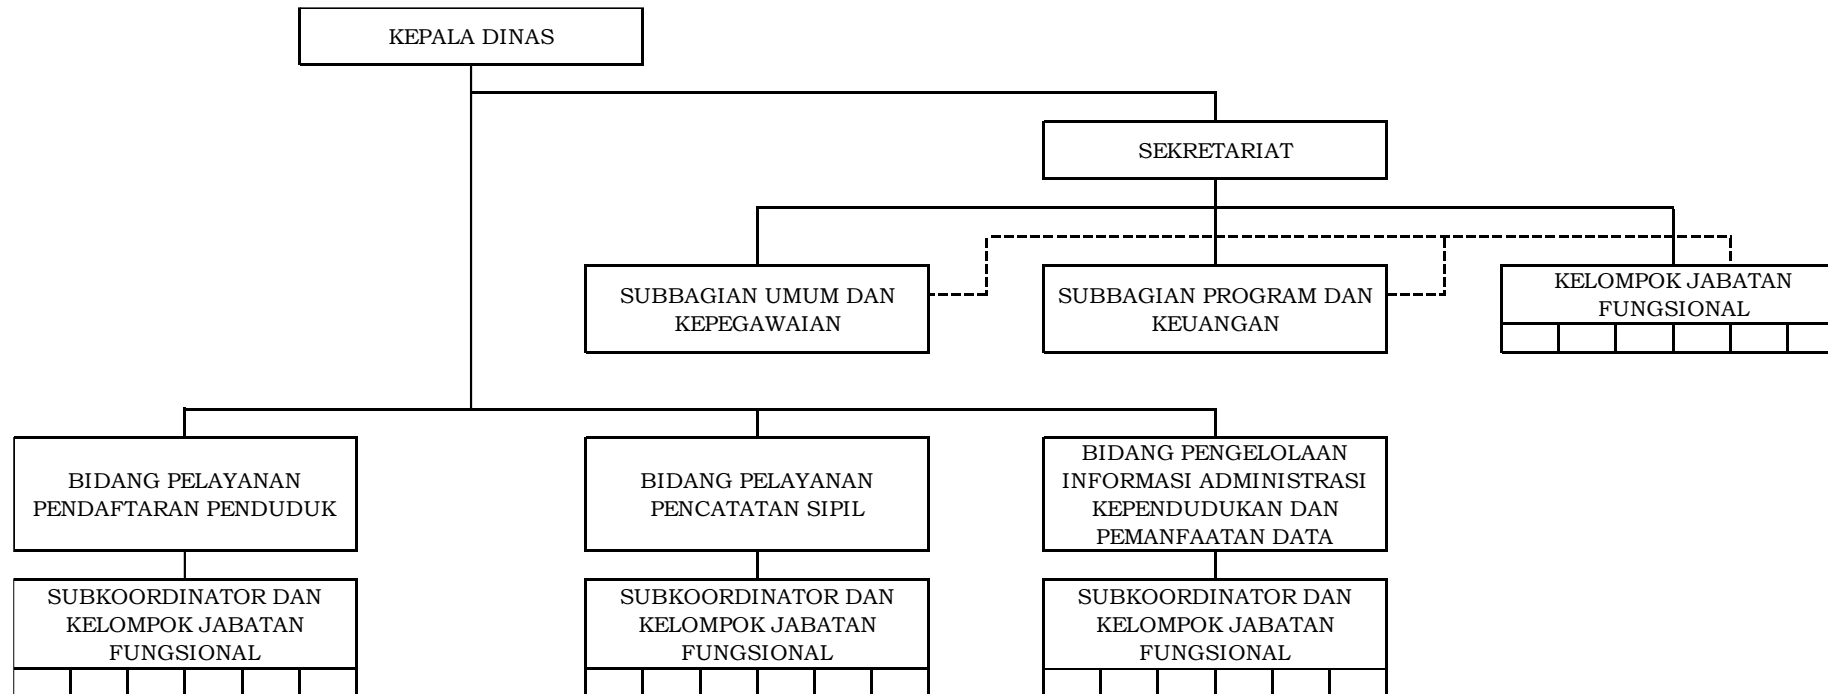 KEPALA DINAS
SEKRETARIAT
SUBBAGIAN UMUM DAN
KEPEGAWAIAN
SUBBAGIAN PROGRAM DAN
KEUANGAN
KELOMPOK JABATAN
FUNGSIONAL
BIDANG PELAYANAN
PENDAFTARAN PENDUDUK
BIDANG PELAYANAN
PENCATATAN SIPIL
BIDANG PENGELOLAAN
INFORMASI ADMINISTRASI
KEPENDUDUKAN DAN
PEMANFAATAN DATA
SUBKOORDINATOR DAN
KELOMPOK JABATAN
FUNGSIONAL
SUBKOORDINATOR DAN
KELOMPOK JABATAN
FUNGSIONAL
SUBKOORDINATOR DAN
KELOMPOK JABATAN
FUNGSIONAL